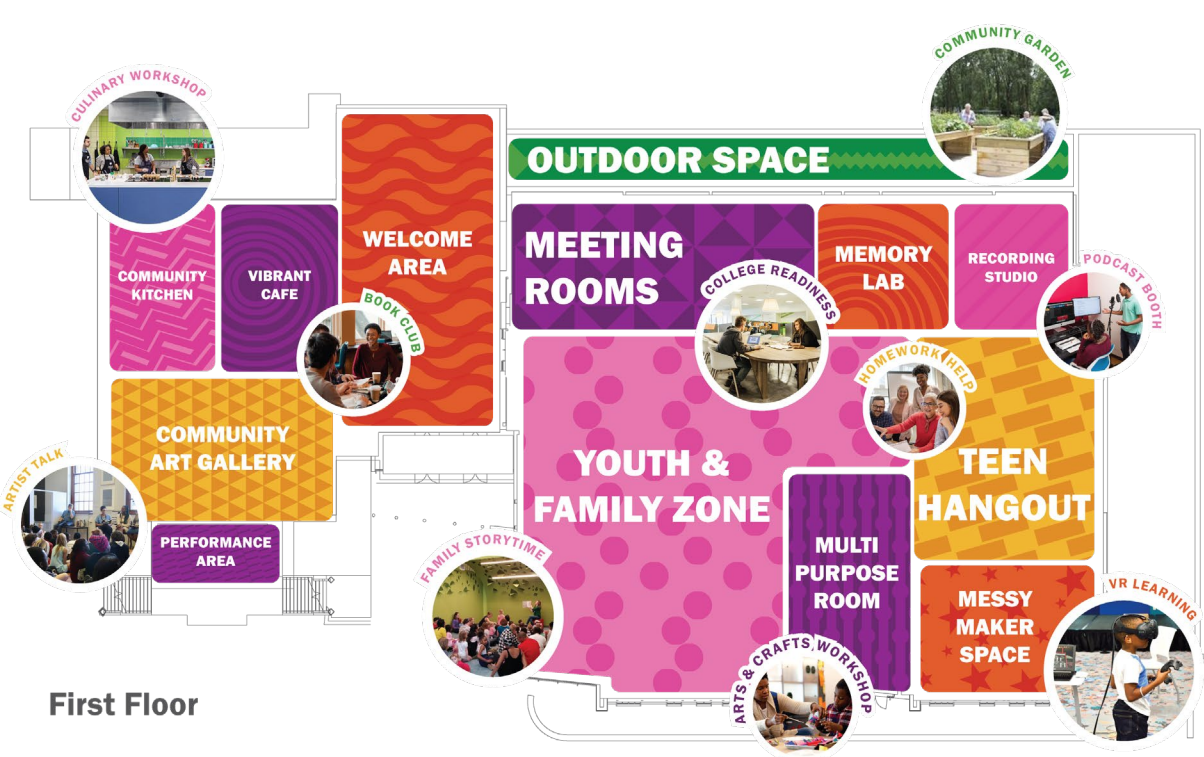 COMMUNITY GARDEN
CULINARY WORKSHOP
OUTDOOR SPACE
WELCOME
AREA
MEETING
ROOMS
MEMORY
LAB
RECORDING
STUDIO
COMMUNITY
KITCHEN
VIBRANT
CAFE
COLLEGE READINESS
PODCAST BOOTH
BOOK CLUB
HOMEWORK HELP
COMMUNITY
ART GALLERY
YOUTH &
FAMILY ZONE
TEEN
HANGOUT
ARTIST TALK
PERFORMANCE
AREA
FAMILY STORYTIME
MULTI
PURPOSE
ROOM
MESSY
MAKER
SPACE
VR LEARNING
ARTS & CRAFTS WORKSHOP
First Floor